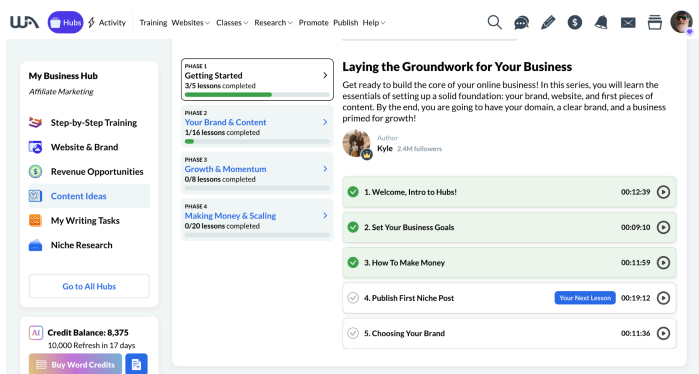 WA
Hubs
Activity
Training
Websites
Classes
Research
Promote
Publish
Help
$
My Business Hub
Affiliate Marketing
Step-by-Step Training
Website & Brand
Revenue Opportunities
Content Ideas
My Writing Tasks
Niche Research
Go to All Hubs
AI
Credit Balance: 8,375
10,000 Refresh in 17 days
Buy Word Credits
PHASE 1
Getting Started
3/5 lessons completed
PHASE 2
Your Brand & Content
1/16 lessons completed
PHASE 3
Growth & Momentum
0/8 lessons completed
PHASE 4
Making Money & Scaling
0/20 lessons completed
Laying the Groundwork for Your Business
Get ready to build the core of your online business! In this series, you will learn the
essentials of setting up a solid foundation: your brand, website, and first pieces of
content. By the end, you are going to have your domain, a clear brand, and a business
primed for growth!
Author
Kyle 2.4M followers
1. Welcome, Intro to Hubs! 00:12:39
2. Set Your Business Goals 00:09:10
3. How To Make Money 00:11:59
4. Publish First Niche Post Your Next Lesson 00:19:12
5. Choosing Your Brand 00:11:36